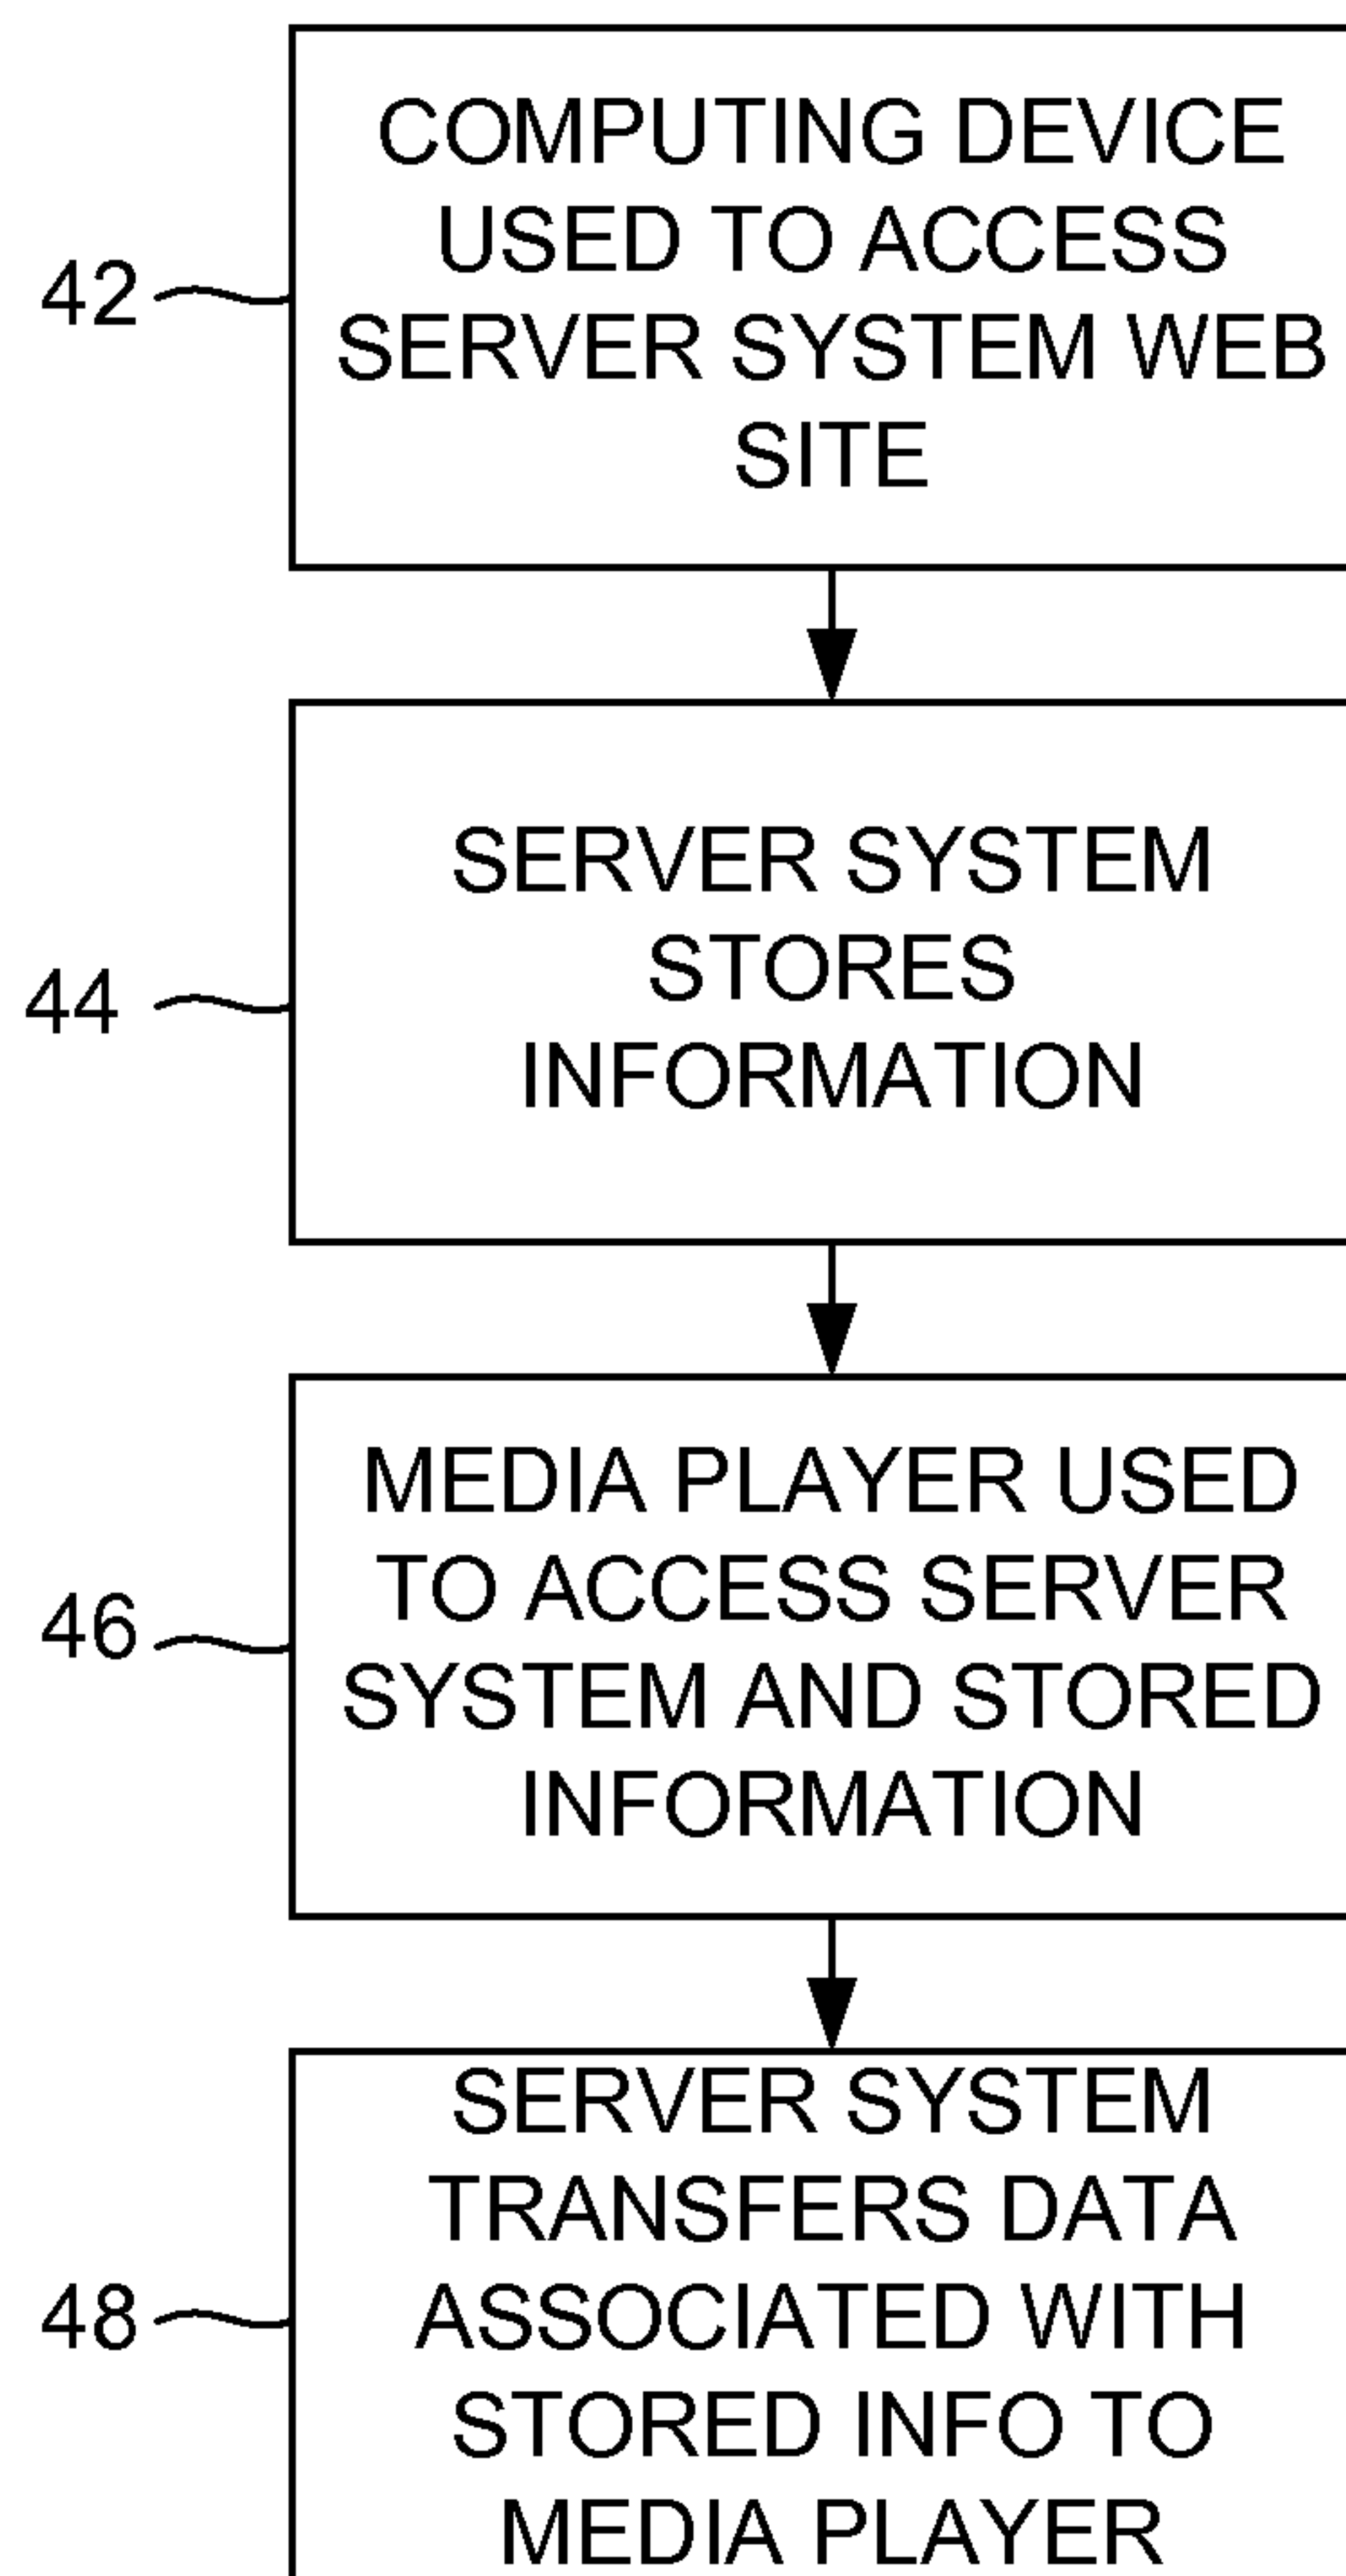 COMPUTING DEVICE
USED TO ACCESS
42
SERVER SYSTEM WEB
SITE
SERVER SYSTEM
STORES
44
INFORMATION
MEDIA PLAYER USED
TO ACCESS SERVER
46
SYSTEM AND STORED
INFORMATION
SERVER SYSTEM
TRANSFERS DATA
48
ASSOCIATED WITH
STORED INFO TO
MEDIA PLAYER